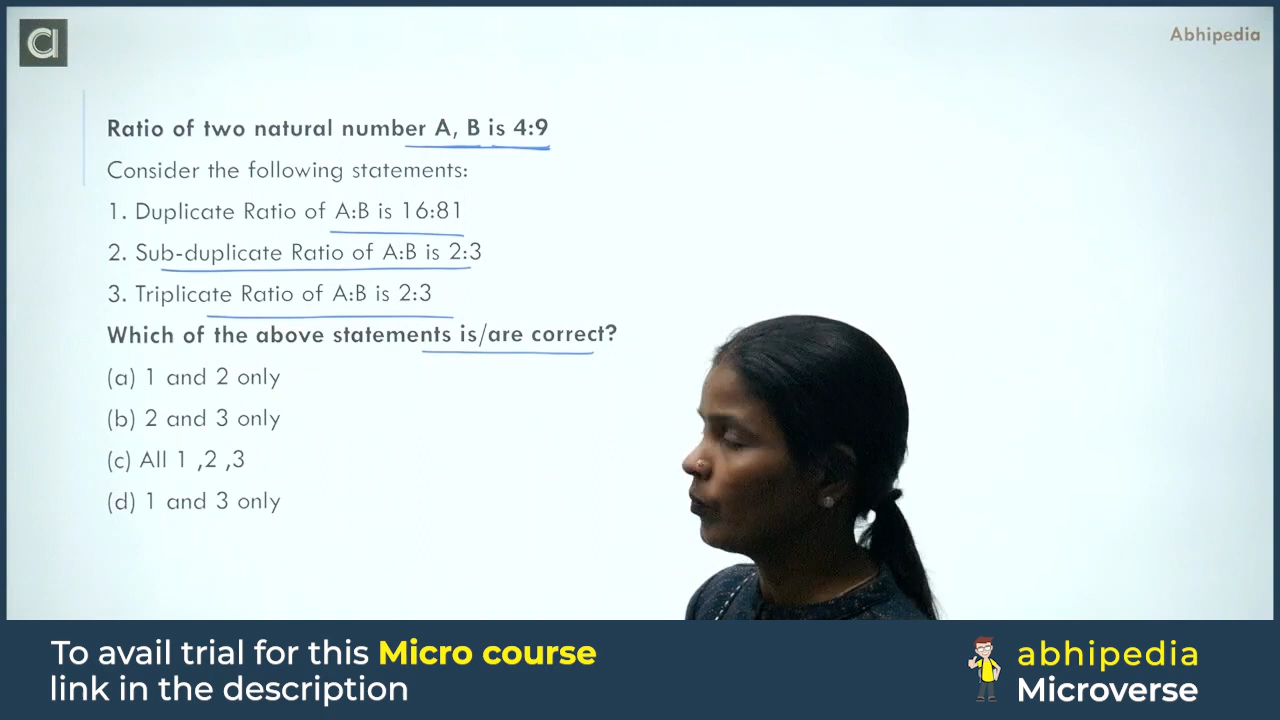 Abhipedia
Ratio of two natural number A, B is 4:9
Consider the following statements:
1. Duplicate Ratio of A:B is 16:81
2. Sub-duplicate Ratio of A:B is 2:3
3. Triplicate Ratio of A:B is 2:3
Which of the above statements is/are correct?
(a) 1 and 2 only
(b) 2 and 3 only
(c) All 1 ,2 ,3
(d) 1 and 3 only
To avail trial for this Micro course
link in the description
abhipedia
Microverse